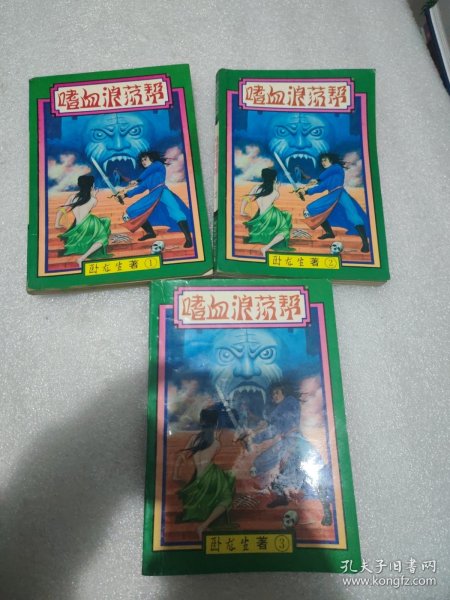 嗜血浪荡帮
卧龙生 著 ①
嗜血浪荡帮
卧龙生 著 ②
嗜血浪荡帮
卧龙生 著 ③
孔夫子旧书网
www.kongfz.com